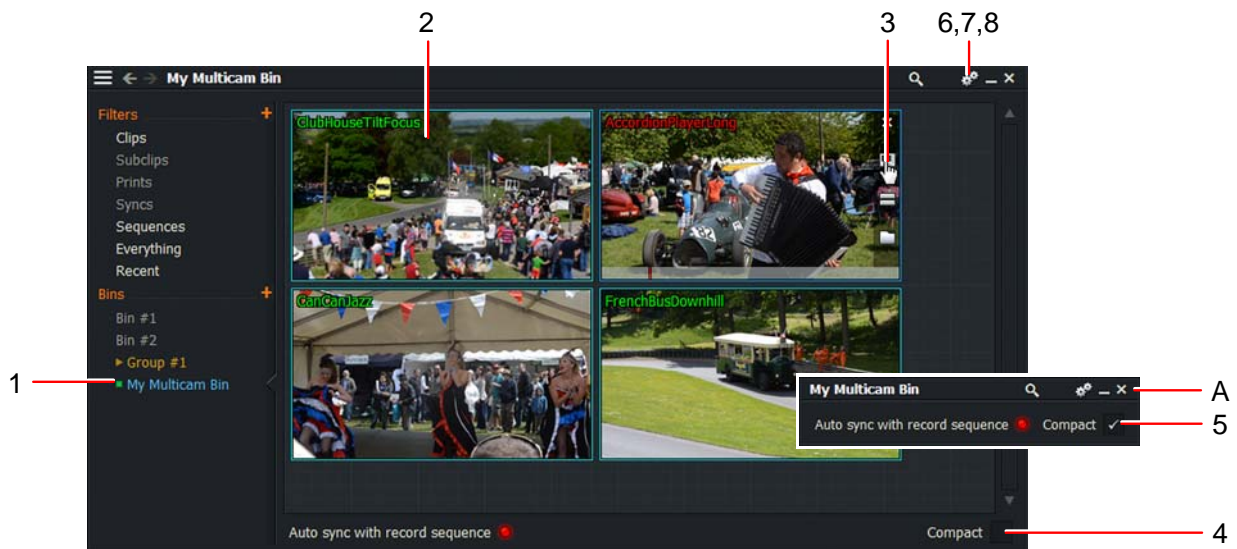 2
3
6,7,8
My Multicam Bin
Filters +
Clips
Subclips
Prints
Syncs
Sequences
Everything
Recent
Bins +
Bin #1
Bin #2
Group #1
My Multicam Bin
1
ClubHouseTiltFocus
AccordionPlayerLong
182
CanCanJazz
FrenchBusDownhill
My Multicam Bin
A
Auto sync with record sequence
Compact
5
Auto sync with record sequence
Compact
4